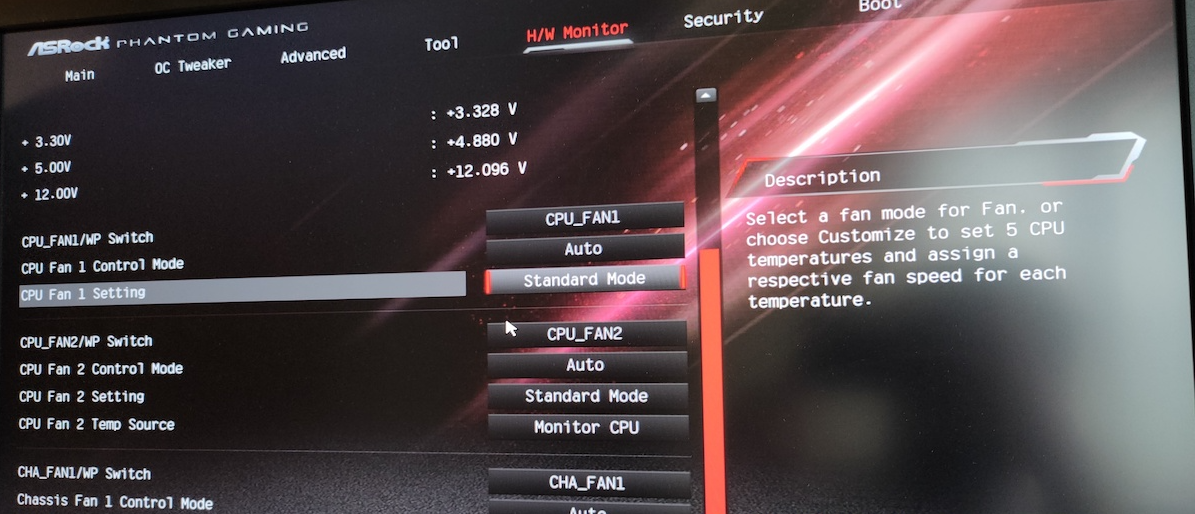 ASRock PHANTOM GAMING
Main OC Tweaker Advanced Tool H/W Monitor Security Boot
+ 3.30V : +3.328 V
+ 5.00V : +4.880 V
+ 12.00V : +12.096 V
CPU_FAN1/WP Switch CPU_FAN1
CPU Fan 1 Control Mode Auto
CPU Fan 1 Setting Standard Mode
CPU_FAN2/WP Switch CPU_FAN2
CPU Fan 2 Control Mode Auto
CPU Fan 2 Setting Standard Mode
CPU Fan 2 Temp Source Monitor CPU
CHA_FAN1/WP Switch CHA_FAN1
Chassis Fan 1 Control Mode Auto
Description
Select a fan mode for Fan. or
choose Customize to set 5 CPU
temperatures and assign a
respective fan speed for each
temperature.